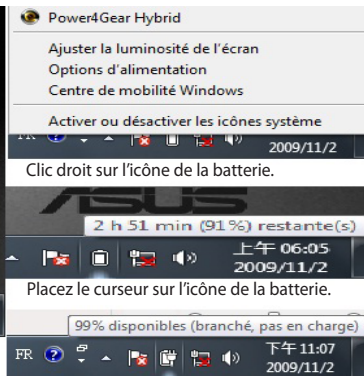 Power4Gear Hybrid
Ajuster la luminosité de l'écran
Options d'alimentation
Centre de mobilité Windows
Activer ou désactiver les icônes système
FR
2009/11/2
Clic droit sur l'icône de la batterie.
ASUS
2 h 51 min (91%) restante(s)
上午 06:05
2009/11/2
Placez le curseur sur l'icône de la batterie.
99% disponibles (branché, pas en charge)
FR
下午 11:07
2009/11/2